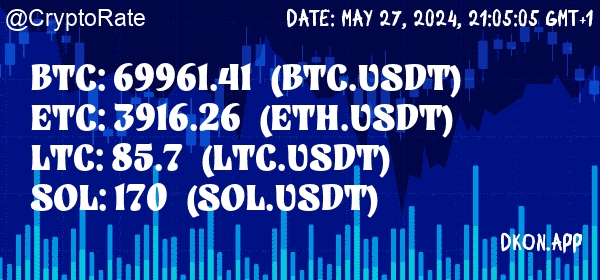 @CryptoRate
DATE: MAY 27, 2024, 21:05:05 GMT+1
BTC: 69961.41 (BTC.USDT)
ETC: 3916.26 (ETH.USDT)
LTC: 85.7 (LTC.USDT)
SOL: 170 (SOL.USDT)
DKON.APP